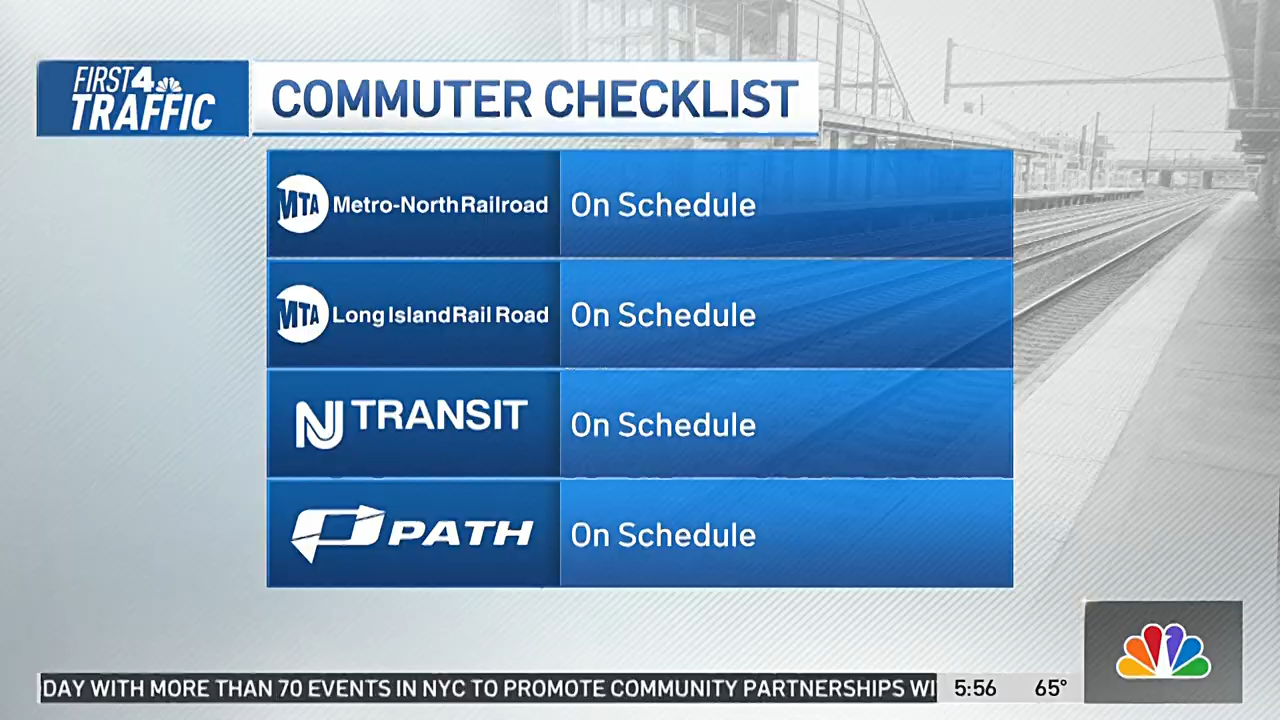 FIRST 4
TRAFFIC
COMMUTER CHECKLIST
MTA Metro-North Railroad On Schedule
MTA Long Island Rail Road On Schedule
NJ TRANSIT On Schedule
PATH On Schedule
DAY WITH MORE THAN 70 EVENTS IN NYC TO PROMOTE COMMUNITY PARTNERSHIPS WI 5:56 65°